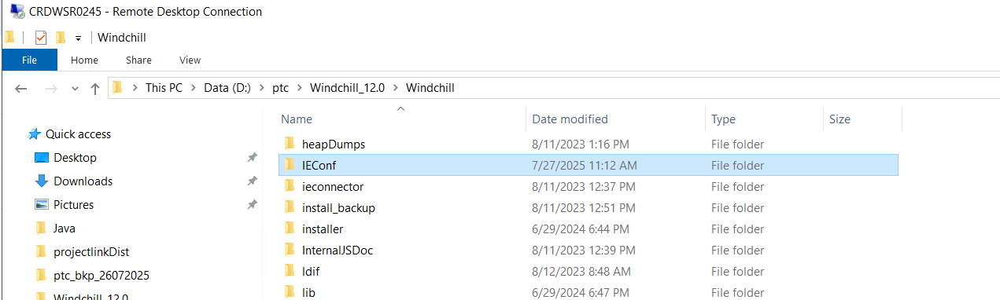 CRDWSR0245 - Remote Desktop Connection
Windchill
File Home Share View
This PC > Data (D:) > ptc > Windchill_12.0 > Windchill
Name Date modified Type Size
Quick access
Desktop
Downloads
Pictures
Java
projectlinkDist
ptc_bkp_26072025
Windchill_12.0
heapDumps 8/11/2023 1:16 PM File folder
IEConf 7/27/2025 11:12 AM File folder
ieconnector 8/11/2023 12:37 PM File folder
install_backup 8/11/2023 12:51 PM File folder
installer 6/29/2024 6:44 PM File folder
InternalJSDoc 8/11/2023 12:39 PM File folder
ldif 8/12/2023 8:48 AM File folder
lib 6/29/2024 6:47 PM File folder